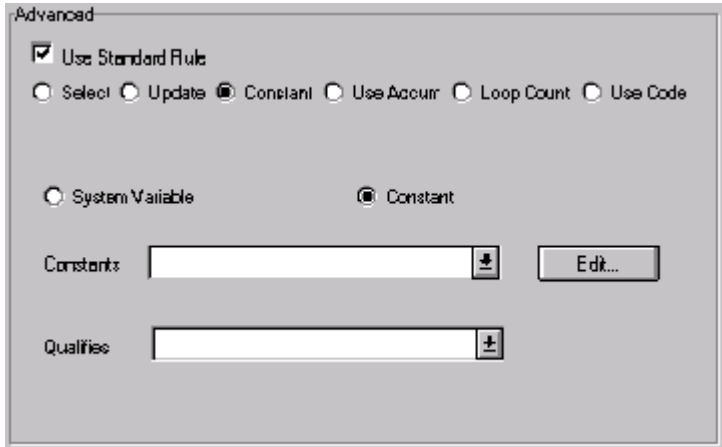 Advanced
Use Standard Rule
Select Update Constant Use Accum Loop Count Use Code
System Variable Constant
Constants Edit...
Qualifies